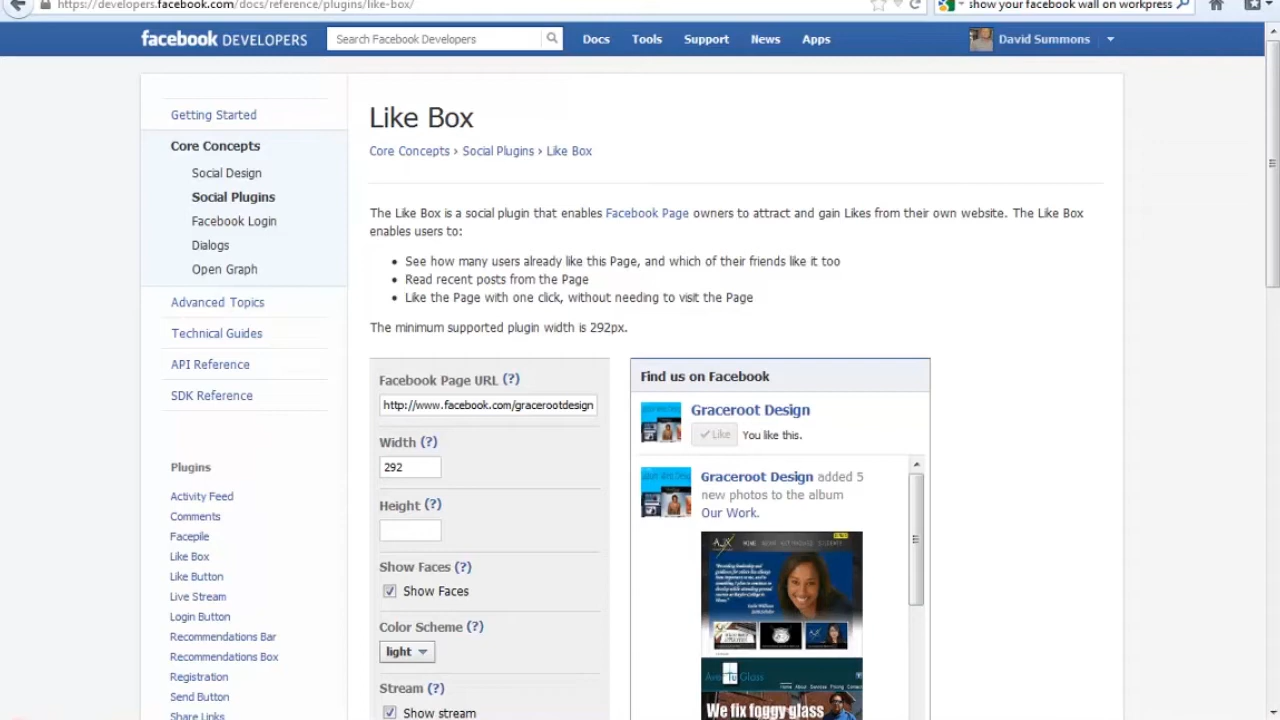 https://developers.facebook.com/docs/reference/plugins/like-box/
show your facebook wall on workpress
facebook DEVELOPERS
Search Facebook Developers
Docs
Tools
Support
News
Apps
David Summons
Getting Started
Core Concepts
Social Design
Social Plugins
Facebook Login
Dialogs
Open Graph
Advanced Topics
Technical Guides
API Reference
SDK Reference
Plugins
Activity Feed
Comments
Facepile
Like Box
Like Button
Live Stream
Login Button
Recommendations Bar
Recommendations Box
Registration
Send Button
Share Links
Like Box
Core Concepts › Social Plugins › Like Box
The Like Box is a social plugin that enables Facebook Page owners to attract and gain Likes from their own website. The Like Box
enables users to:
• See how many users already like this Page, and which of their friends like it too
• Read recent posts from the Page
• Like the Page with one click, without needing to visit the Page
The minimum supported plugin width is 292px.
Facebook Page URL (?)
http://www.facebook.com/gracerootdesign
Width (?)
292
Height (?)
Show Faces (?)
Show Faces
Color Scheme (?)
light
Stream (?)
Show stream
Find us on Facebook
Graceroot Design
Like
You like this.
Graceroot Design added 5
new photos to the album
Our Work.
We fix foggy glass